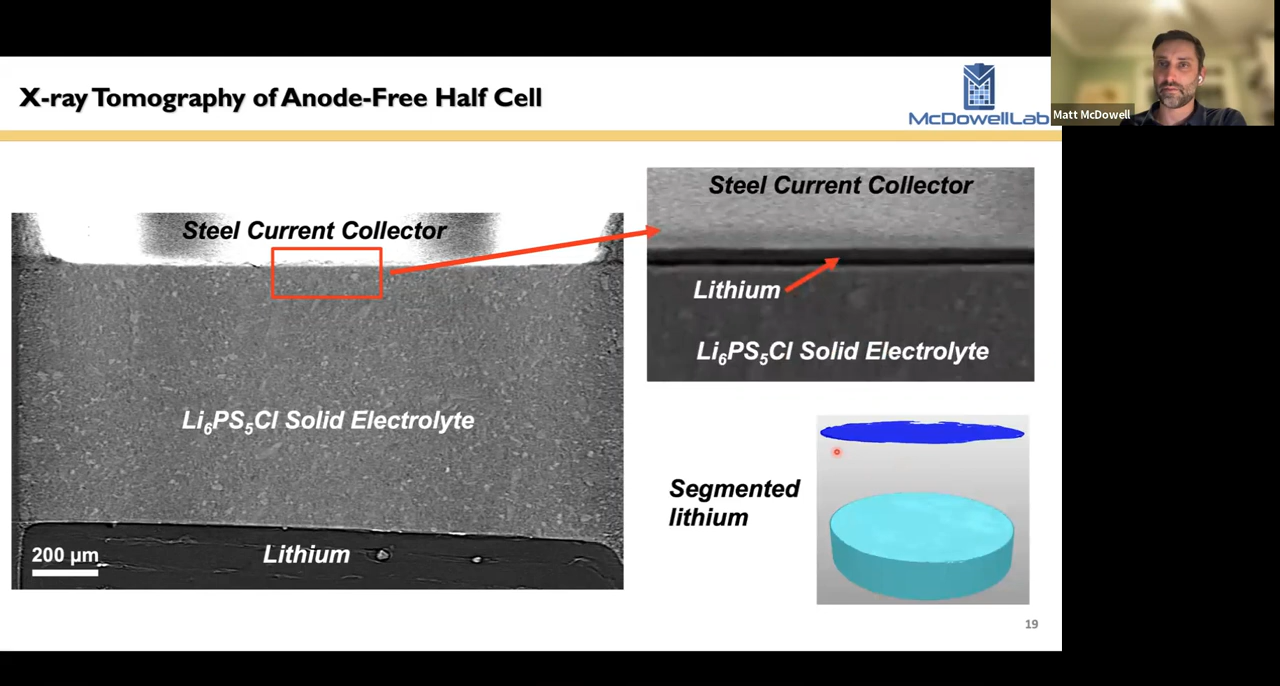 X-ray Tomography of Anode-Free Half Cell
McDowellLab
Matt McDowell
Steel Current Collector
Li₆PS₅Cl Solid Electrolyte
Lithium
200 µm
Steel Current Collector
Lithium
Li₆PS₅Cl Solid Electrolyte
Segmented
lithium
19